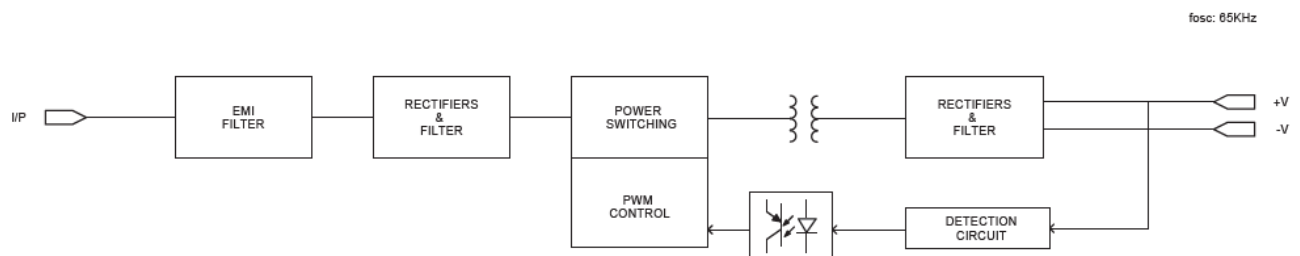 fosc: 65KHz
I/P
EMI
FILTER
RECTIFIERS
&
FILTER
POWER
SWITCHING
RECTIFIERS
&
FILTER
+V
-V
PWM
CONTROL
DETECTION
CIRCUIT